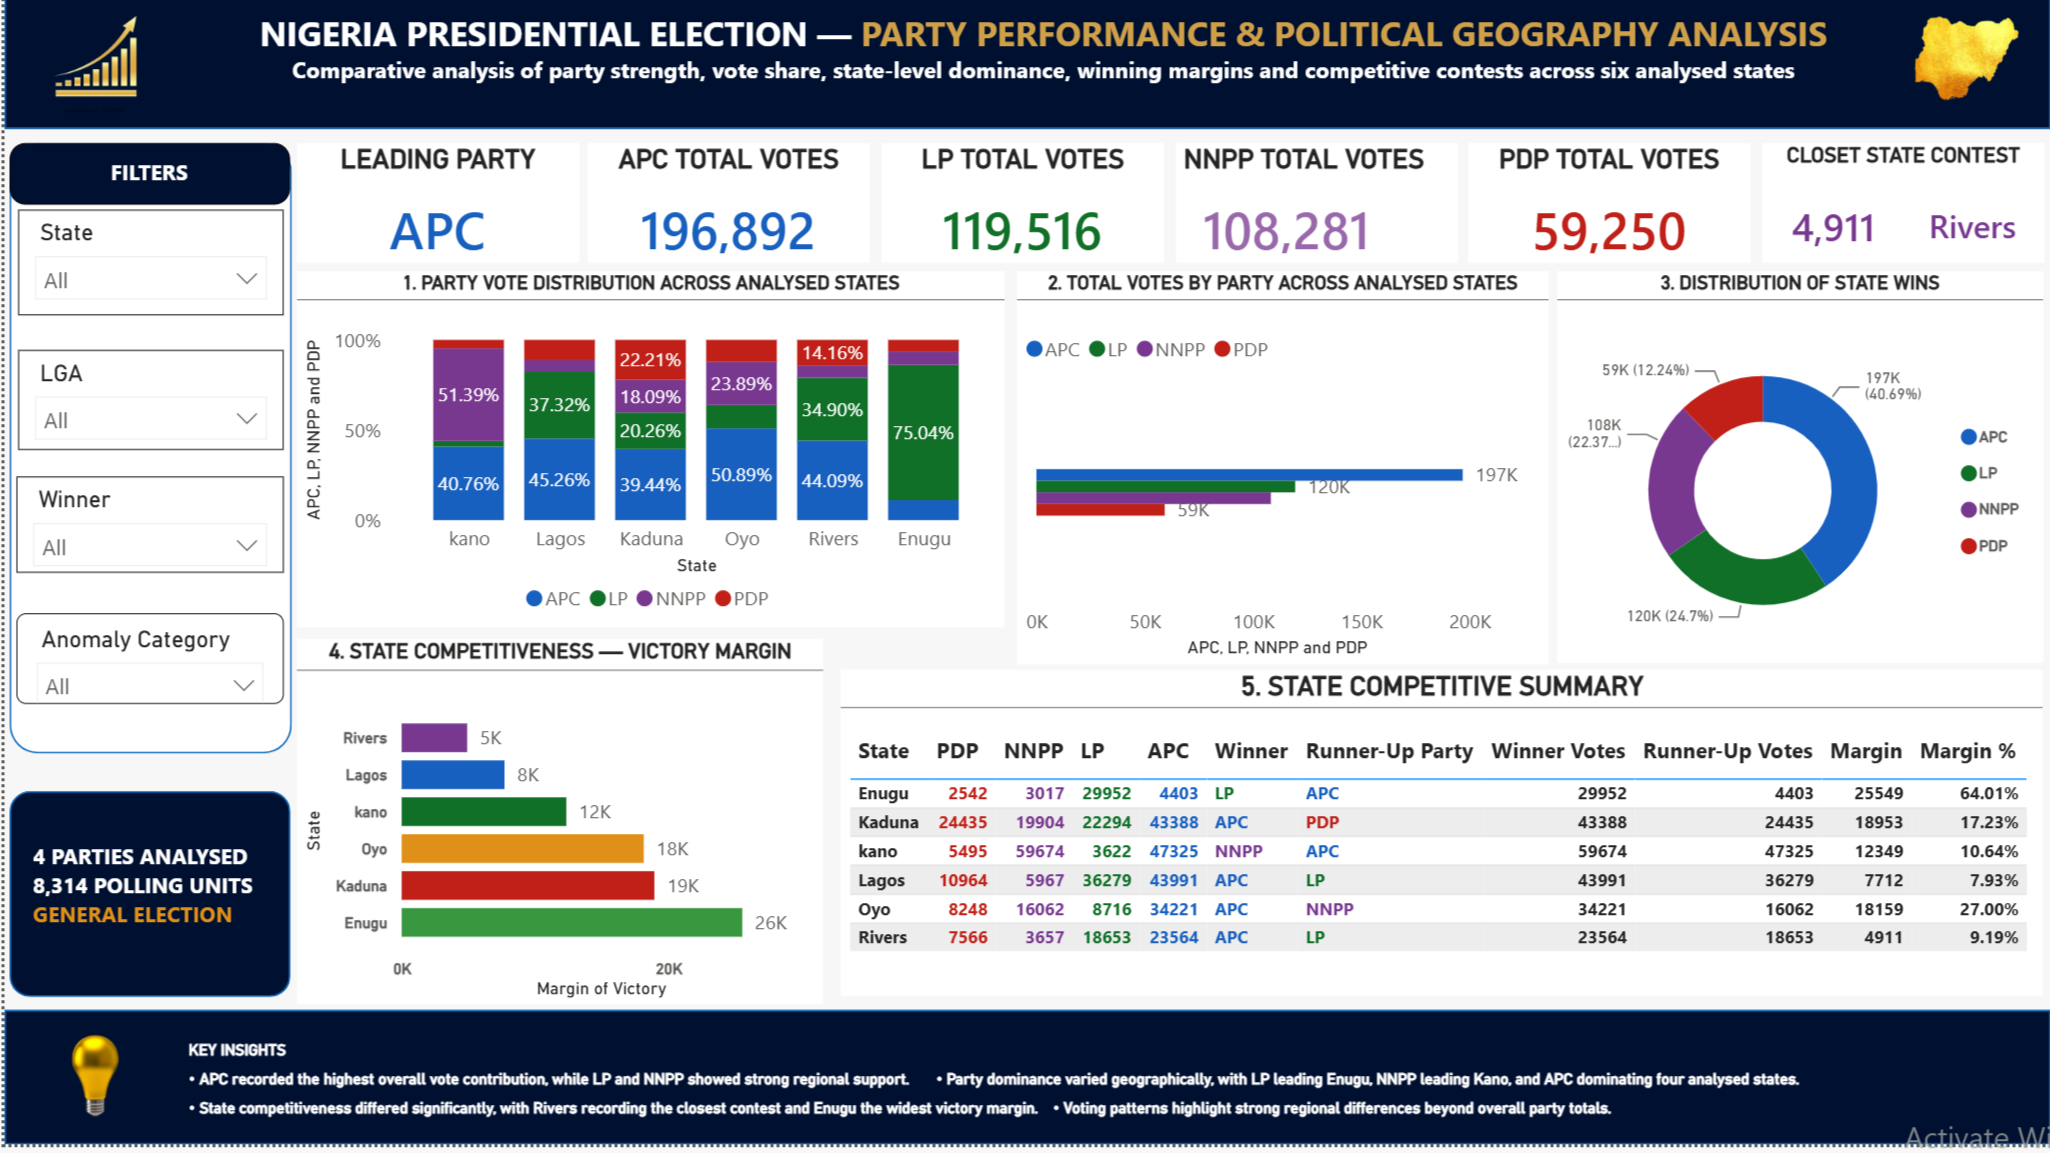 NIGERIA PRESIDENTIAL ELECTION — PARTY PERFORMANCE & POLITICAL GEOGRAPHY ANALYSIS
Comparative analysis of party strength, vote share, state-level dominance, winning margins and competitive contests across six analysed states
FILTERS
State
All
LGA
All
Winner
All
Anomaly Category
All
4 PARTIES ANALYSED
8,314 POLLING UNITS
GENERAL ELECTION
LEADING PARTY
APC
APC TOTAL VOTES
196,892
LP TOTAL VOTES
119,516
NNPP TOTAL VOTES
108,281
PDP TOTAL VOTES
59,250
CLOSET STATE CONTEST
4,911 Rivers
1. PARTY VOTE DISTRIBUTION ACROSS ANALYSED STATES
APC, LP, NNPP and PDP
100%
50%
0%
51.39%
40.76%
37.32%
45.26%
22.21%
18.09%
20.26%
39.44%
23.89%
50.89%
14.16%
34.90%
44.09%
75.04%
kano Lagos Kaduna Oyo Rivers Enugu
State
APC LP NNPP PDP
2. TOTAL VOTES BY PARTY ACROSS ANALYSED STATES
APC LP NNPP PDP
197K
120K
59K
0K 50K 100K 150K 200K
APC, LP, NNPP and PDP
3. DISTRIBUTION OF STATE WINS
59K (12.24%)
197K
(40.69%)
108K
(22.37...)
120K (24.7%)
APC
LP
NNPP
PDP
4. STATE COMPETITIVENESS — VICTORY MARGIN
State
Rivers 5K
Lagos 8K
kano 12K
Oyo 18K
Kaduna 19K
Enugu 26K
0K 20K
Margin of Victory
5. STATE COMPETITIVE SUMMARY
State PDP NNPP LP APC Winner Runner-Up Party Winner Votes Runner-Up Votes Margin Margin %
Enugu 2542 3017 29952 4403 LP APC 29952 4403 25549 64.01%
Kaduna 24435 19904 22294 43388 APC PDP 43388 24435 18953 17.23%
kano 5495 59674 3622 47325 NNPP APC 59674 47325 12349 10.64%
Lagos 10964 5967 36279 43991 APC LP 43991 36279 7712 7.93%
Oyo 8248 16062 8716 34221 APC NNPP 34221 16062 18159 27.00%
Rivers 7566 3657 18653 23564 APC LP 23564 18653 4911 9.19%
KEY INSIGHTS
• APC recorded the highest overall vote contribution, while LP and NNPP showed strong regional support. • Party dominance varied geographically, with LP leading Enugu, NNPP leading Kano, and APC dominating four analysed states.
• State competitiveness differed significantly, with Rivers recording the closest contest and Enugu the widest victory margin. • Voting patterns highlight strong regional differences beyond overall party totals.
Activate Wi